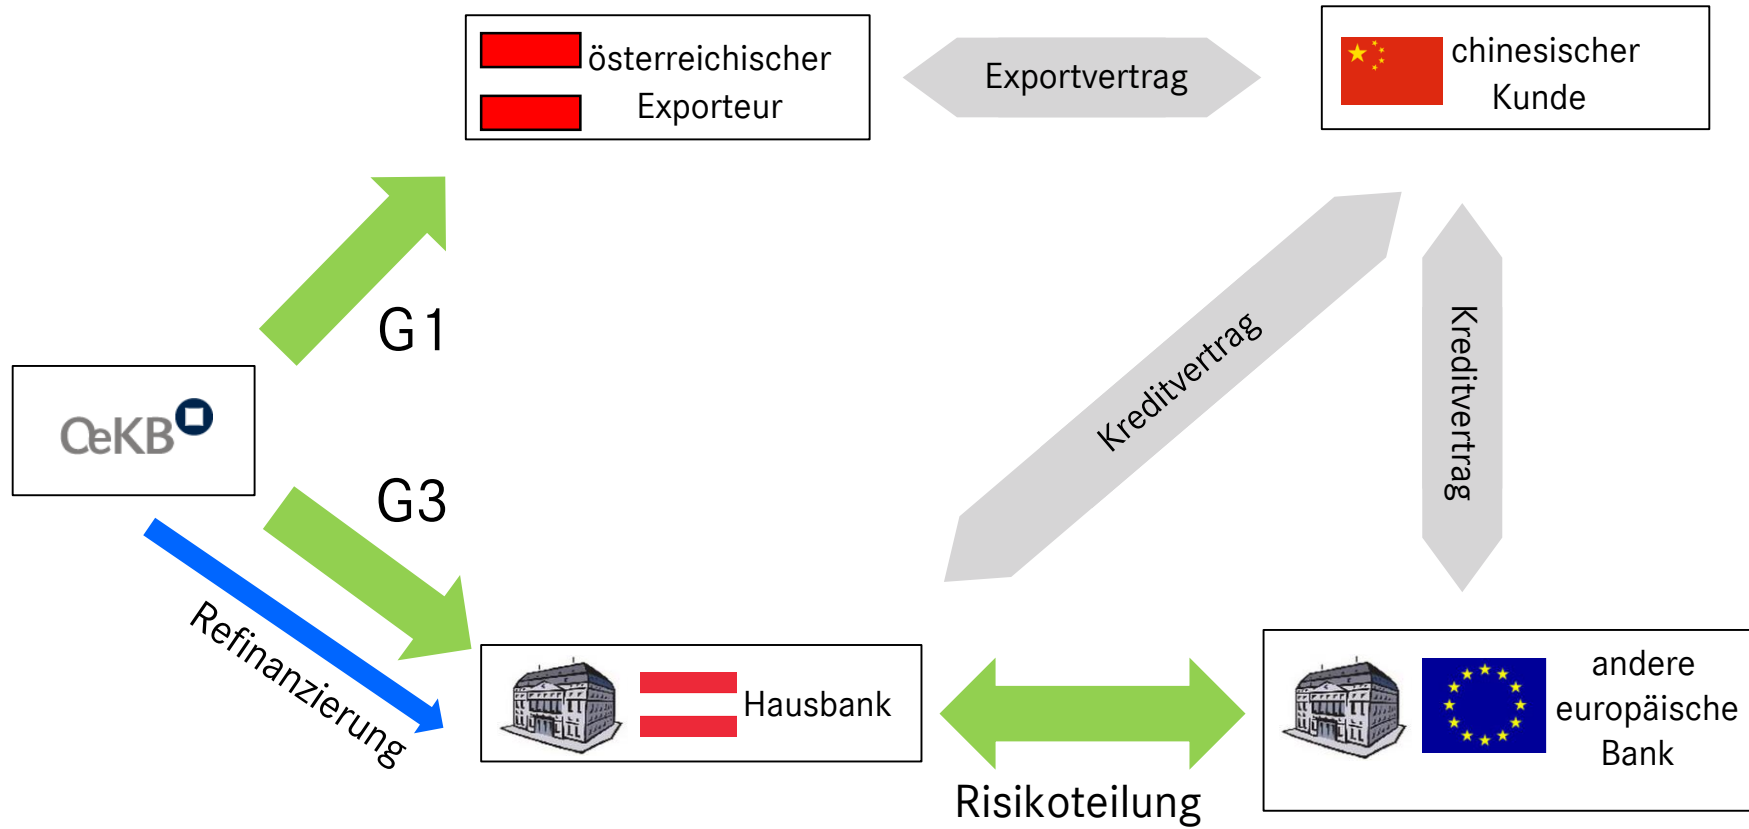 österreichischer
Exporteur
Exportvertrag
chinesischer
Kunde
G1
Kreditvertrag
Kreditvertrag
OeKB
G3
Refinanzierung
Hausbank
Risikoteilung
andere
europäische
Bank